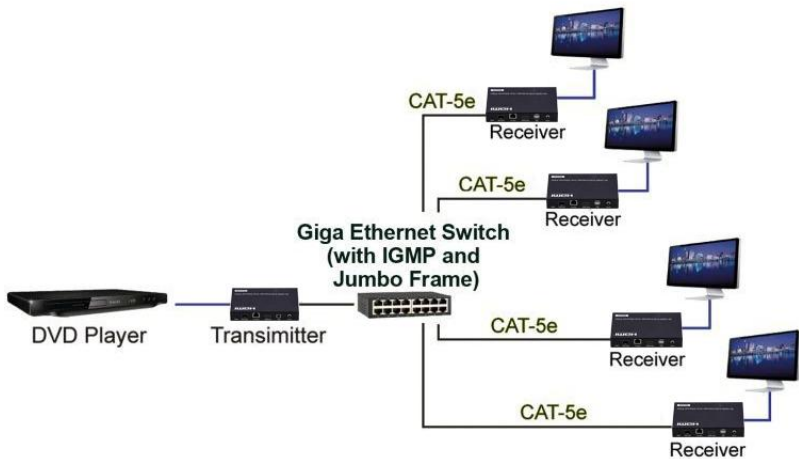 CAT-5e
Receiver
CAT-5e
Receiver
Giga Ethernet Switch
(with IGMP and
Jumbo Frame)
DVD Player
Transimitter
CAT-5e
Receiver
CAT-5e
Receiver